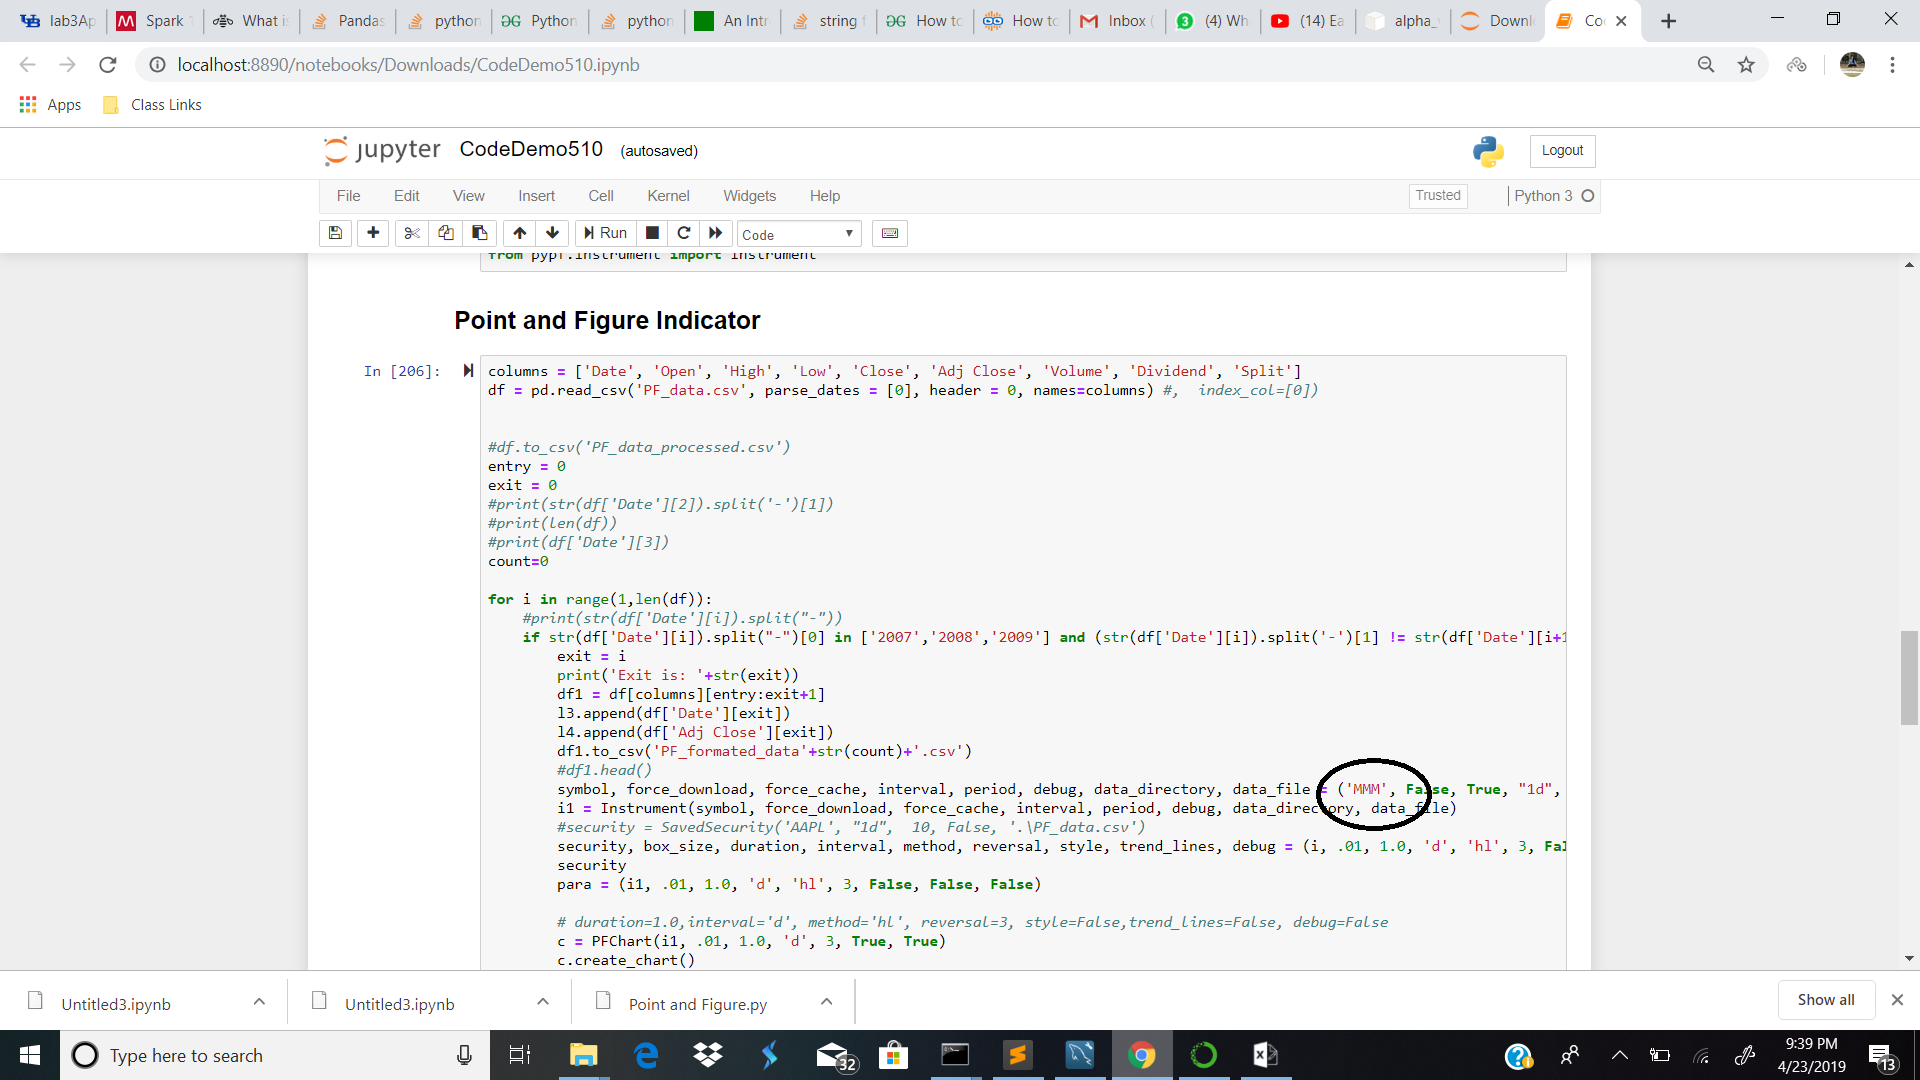 lab3Ap
Spark
What is
Pandas
python
Python
python
An Intr
string f
How to
How to
Inbox (
(4) Wh
(14) Ea
alpha_
Downl
Co
localhost:8890/notebooks/Downloads/CodeDemo510.ipynb
Apps
Class Links
jupyter CodeDemo510 (autosaved)
Logout
File Edit View Insert Cell Kernel Widgets Help
Trusted
Python 3
Run
Code
from pypf.instrument import Instrument
Point and Figure Indicator
In [206]:
columns = ['Date', 'Open', 'High', 'Low', 'Close', 'Adj Close', 'Volume', 'Dividend', 'Split']
df = pd.read_csv('PF_data.csv', parse_dates = [0], header = 0, names=columns) #,  index_col=[0])
#df.to_csv('PF_data_processed.csv')
entry = 0
exit = 0
#print(str(df['Date'][2]).split('-')[1])
#print(len(df))
#print(df['Date'][3])
count=0
for i in range(1,len(df)):
#print(str(df['Date'][i]).split("-"))
if str(df['Date'][i]).split("-")[0] in ['2007','2008','2009'] and (str(df['Date'][i]).split('-')[1] != str(df['Date'][i+1
exit = i
print('Exit is: '+str(exit))
df1 = df[columns][entry:exit+1]
l3.append(df['Date'][exit])
l4.append(df['Adj Close'][exit])
df1.to_csv('PF_formated_data'+str(count)+'.csv')
#df1.head()
symbol, force_download, force_cache, interval, period, debug, data_directory, data_file = ('MMM', False, True, "1d",
i1 = Instrument(symbol, force_download, force_cache, interval, period, debug, data_directory, data_file)
#security = SavedSecurity('AAPL', "1d",  10, False, '.\PF_data.csv')
security, box_size, duration, interval, method, reversal, style, trend_lines, debug = (i, .01, 1.0, 'd', 'hl', 3, Fal
security
para = (i1, .01, 1.0, 'd', 'hl', 3, False, False, False)
# duration=1.0,interval='d', method='hl', reversal=3, style=False,trend_lines=False, debug=False
c = PFChart(i1, .01, 1.0, 'd', 3, True, True)
c.create_chart()
Untitled3.ipynb
Untitled3.ipynb
Point and Figure.py
Show all
Type here to search
32
9:39 PM
4/23/2019
13